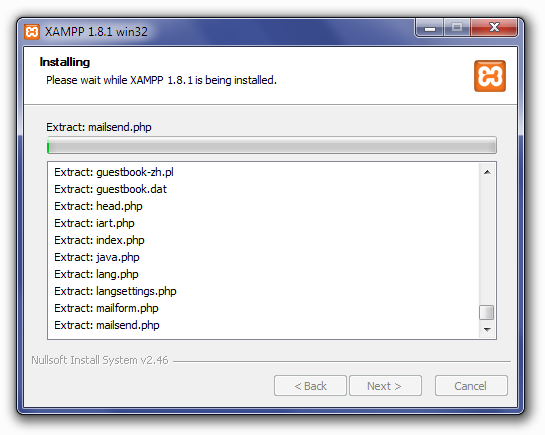 XAMPP 1.8.1 win32
Installing
Please wait while XAMPP 1.8.1 is being installed.
Extract: mailsend.php
Extract: guestbook-zh.pl
Extract: guestbook.dat
Extract: head.php
Extract: iart.php
Extract: index.php
Extract: java.php
Extract: lang.php
Extract: langsettings.php
Extract: mailform.php
Extract: mailsend.php
Nullsoft Install System v2.46
< Back
Next >
Cancel